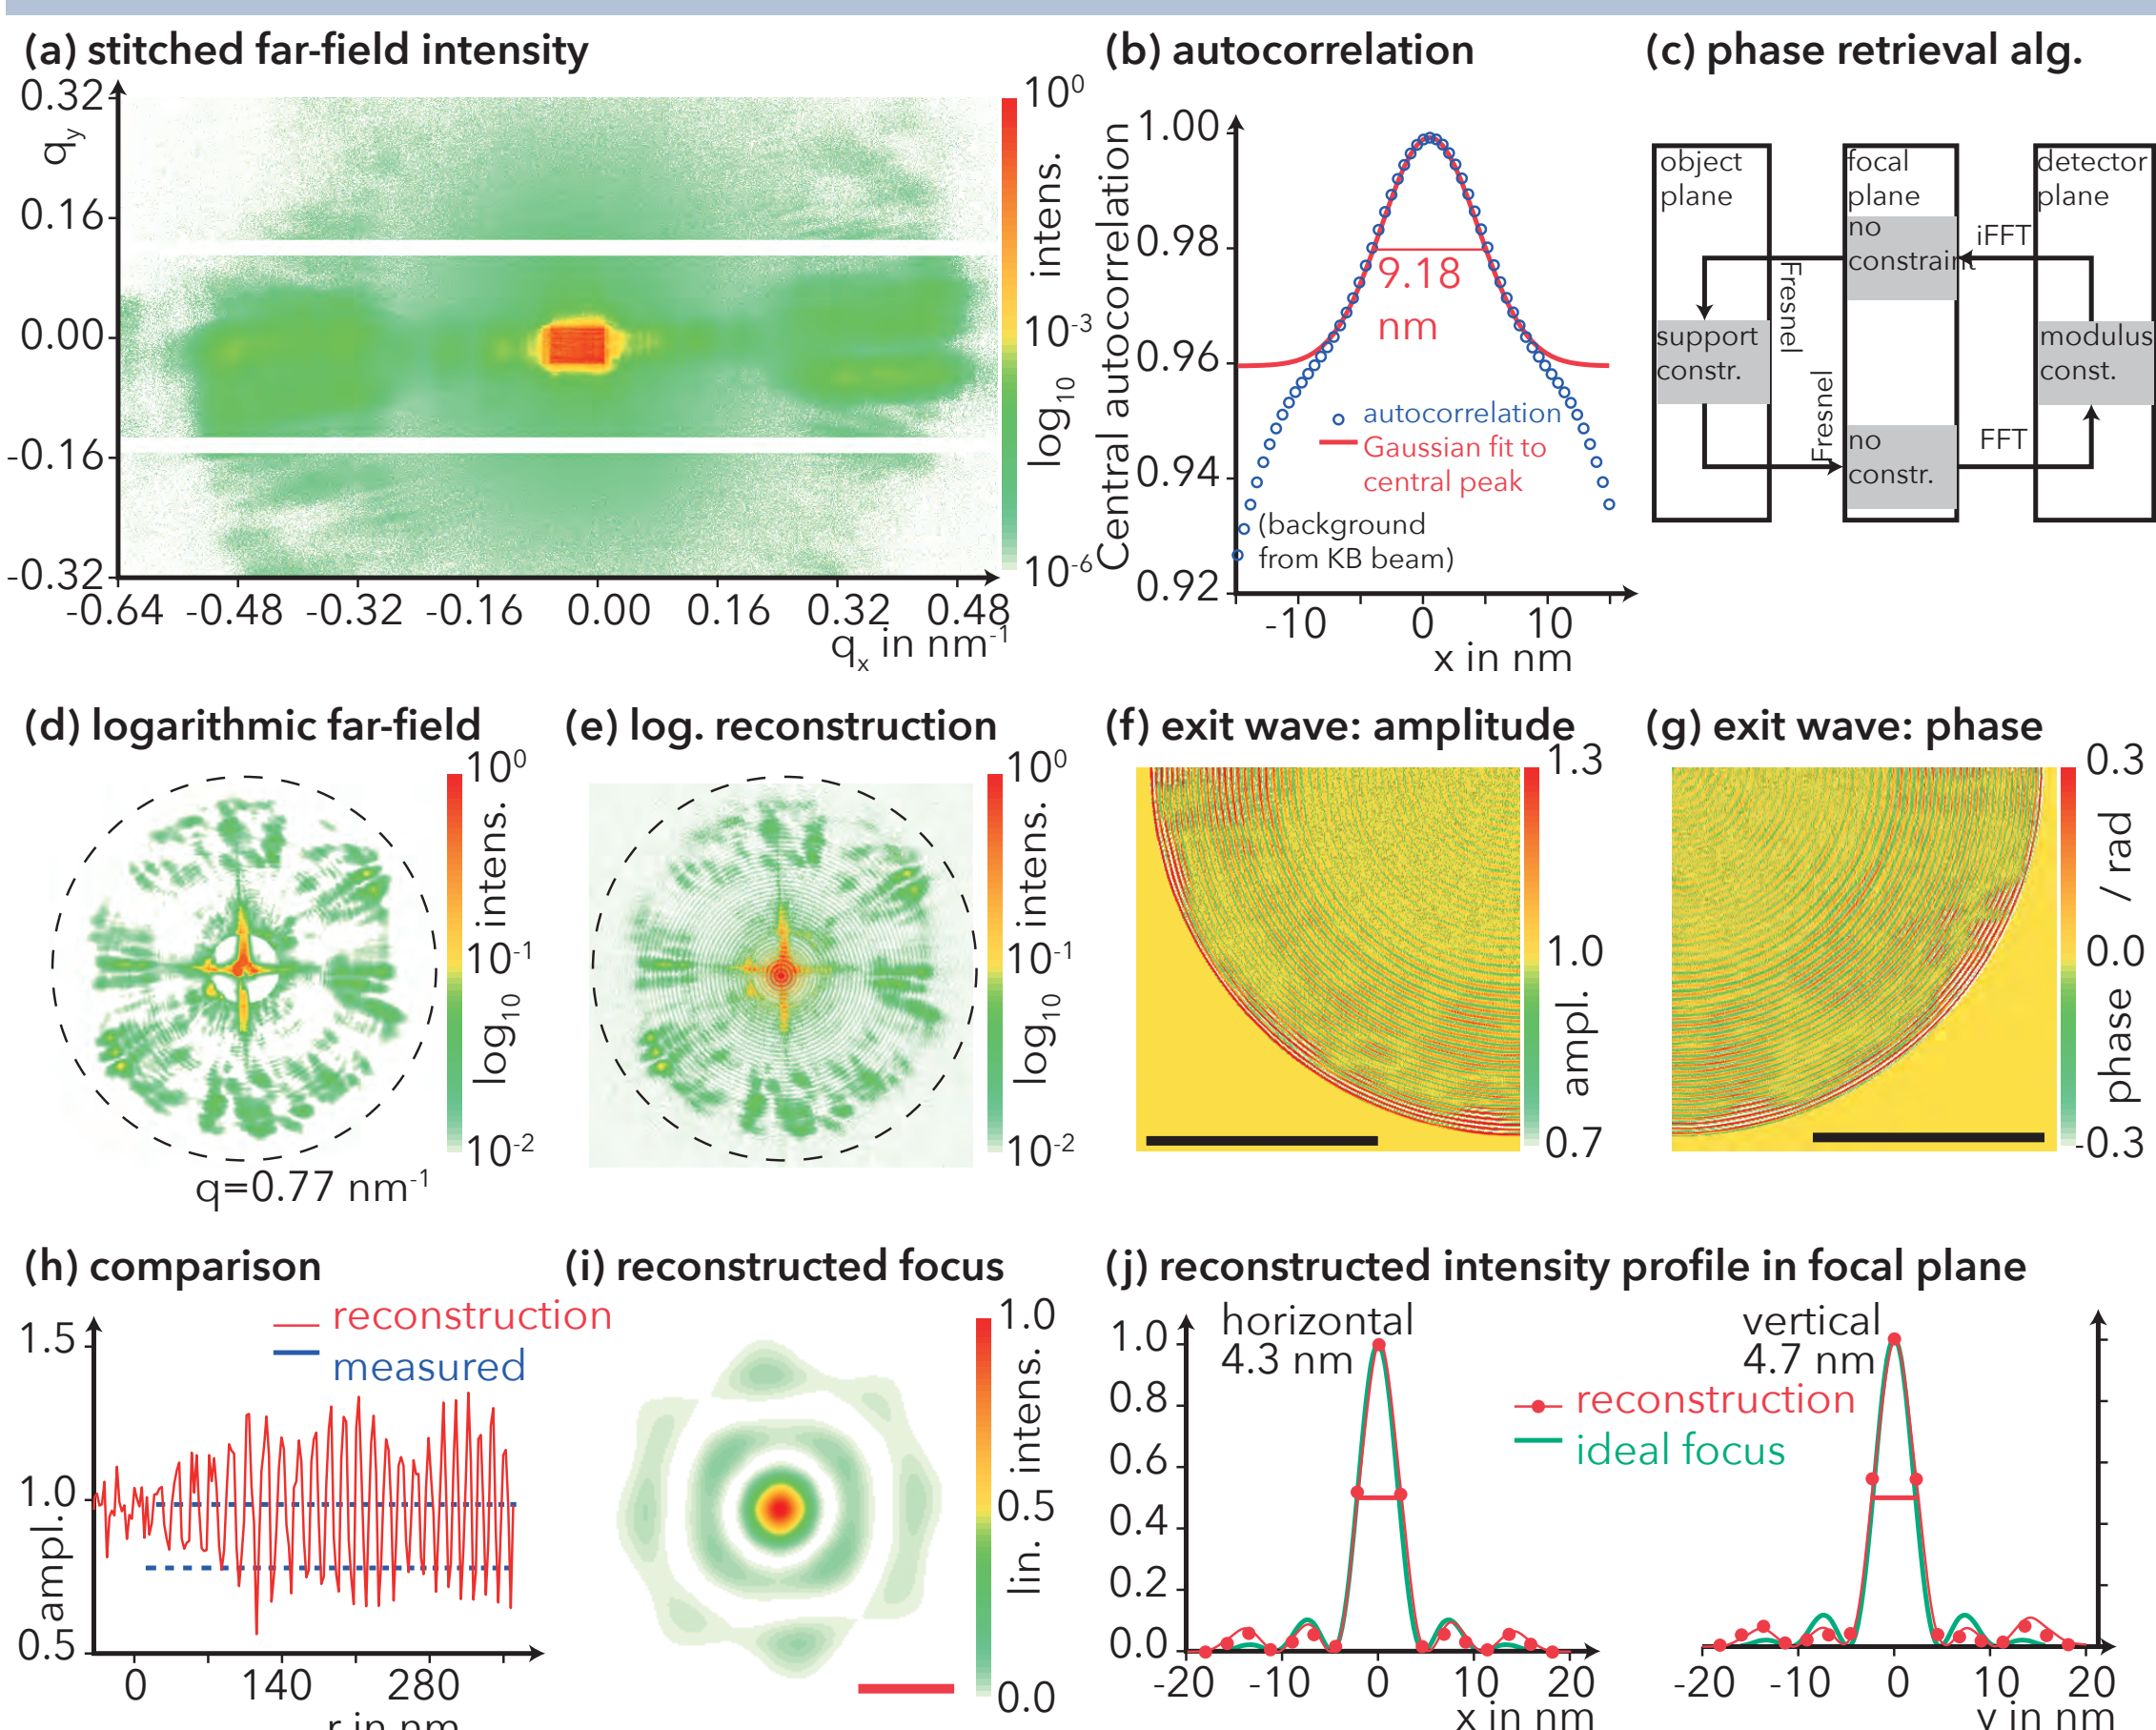 (a) stitched far-field intensity
0.32
0.16
0.00
-0.16
-0.32
q_y
-0.64 -0.48 -0.32 -0.16 0.00 0.16 0.32 0.48
q_x in nm⁻¹
10⁰
10⁻³
10⁻⁶
log₁₀ intens.
(b) autocorrelation
Central autocorrelation
1.00
0.98
0.96
0.94
0.92
9.18
nm
autocorrelation
Gaussian fit to
central peak
(background
from KB beam)
-10 0 10
x in nm
(c) phase retrieval alg.
object
plane
focal
plane
detector
plane
no
constraint
iFFT
Fresnel
support
constr.
modulus
const.
Fresnel
no
constr.
FFT
(d) logarithmic far-field
10⁰
10⁻¹
10⁻²
log₁₀ intens.
q=0.77 nm⁻¹
(e) log. reconstruction
10⁰
10⁻¹
10⁻²
log₁₀ intens.
(f) exit wave: amplitude
1.3
1.0
0.7
ampl.
(g) exit wave: phase
0.3
0.0
-0.3
phase / rad
(h) comparison
reconstruction
measured
1.5
1.0
0.5
ampl.
0 140 280
r in nm
(i) reconstructed focus
1.0
0.5
0.0
lin. intens.
(j) reconstructed intensity profile in focal plane
horizontal
4.3 nm
vertical
4.7 nm
reconstruction
ideal focus
1.0
0.8
0.6
0.4
0.2
0.0
-20 -10 0 10 20
x in nm
-20 -10 0 10 20
y in nm